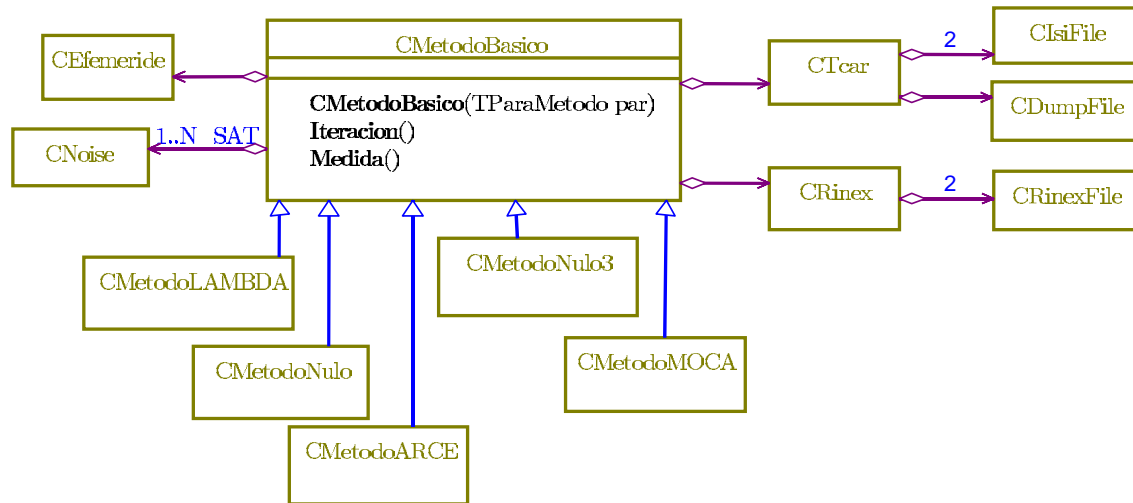 CMetodoBasico
CMetodoBasico(TParaMetodo par)
Iteracion()
Medida()
CEfemeride
1..N_SAT
CNoise
CTcar
2
CIsiFile
CDumpFile
CRinex
2
CRinexFile
CMetodoLAMBDA
CMetodoNulo3
CMetodoNulo
CMetodoMOCA
CMetodoARCE